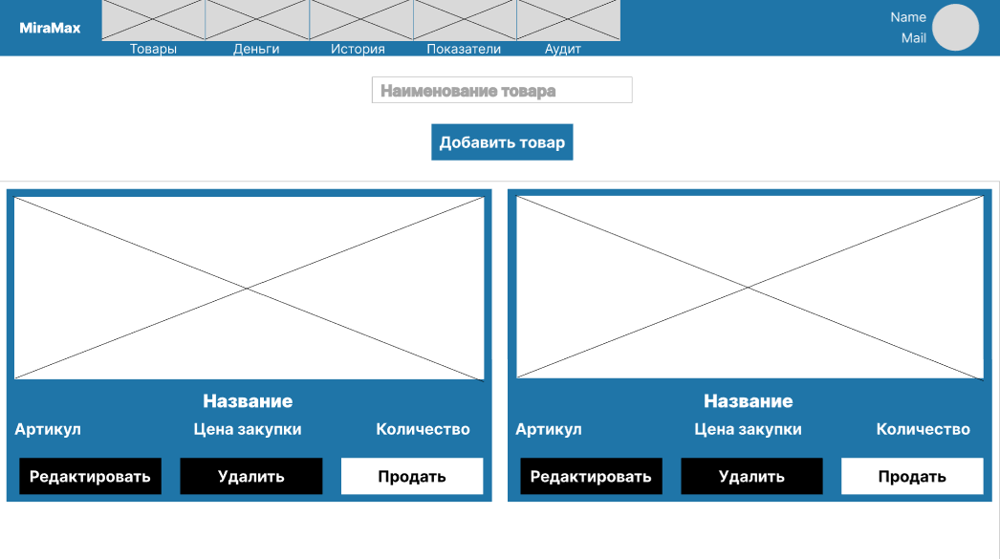 MiraMax
Товары Деньги История Показатели Аудит
Name
Mail
Наименование товара
Добавить товар
Название
Артикул Цена закупки Количество
Редактировать Удалить Продать
Название
Артикул Цена закупки Количество
Редактировать Удалить Продать